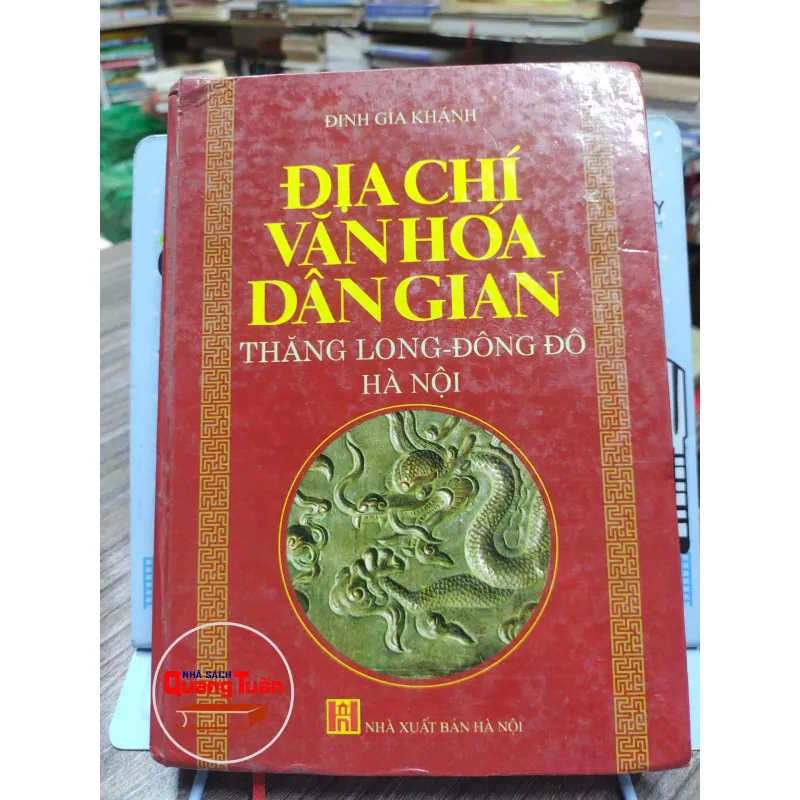 ĐINH GIA KHÁNH
ĐỊA CHÍ
VĂN HÓA
DÂN GIAN
THĂNG LONG-ĐÔNG ĐÔ
HÀ NỘI
NHÀ XUẤT BẢN HÀ NỘI
NHÀ SÁCH
Quang Tuấn